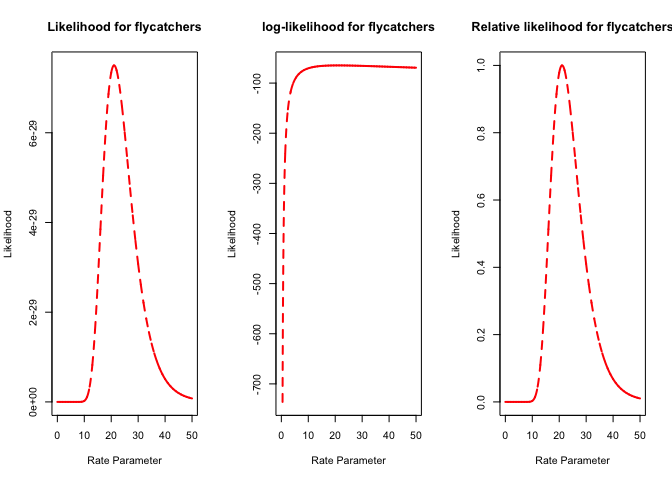 Likelihood for flycatchers
Likelihood
0e+00 2e-29 4e-29 6e-29
0 10 20 30 40 50
Rate Parameter
log-likelihood for flycatchers
Likelihood
-700 -600 -500 -400 -300 -200 -100
0 10 20 30 40 50
Rate Parameter
Relative likelihood for flycatchers
Likelihood
0.0 0.2 0.4 0.6 0.8 1.0
0 10 20 30 40 50
Rate Parameter